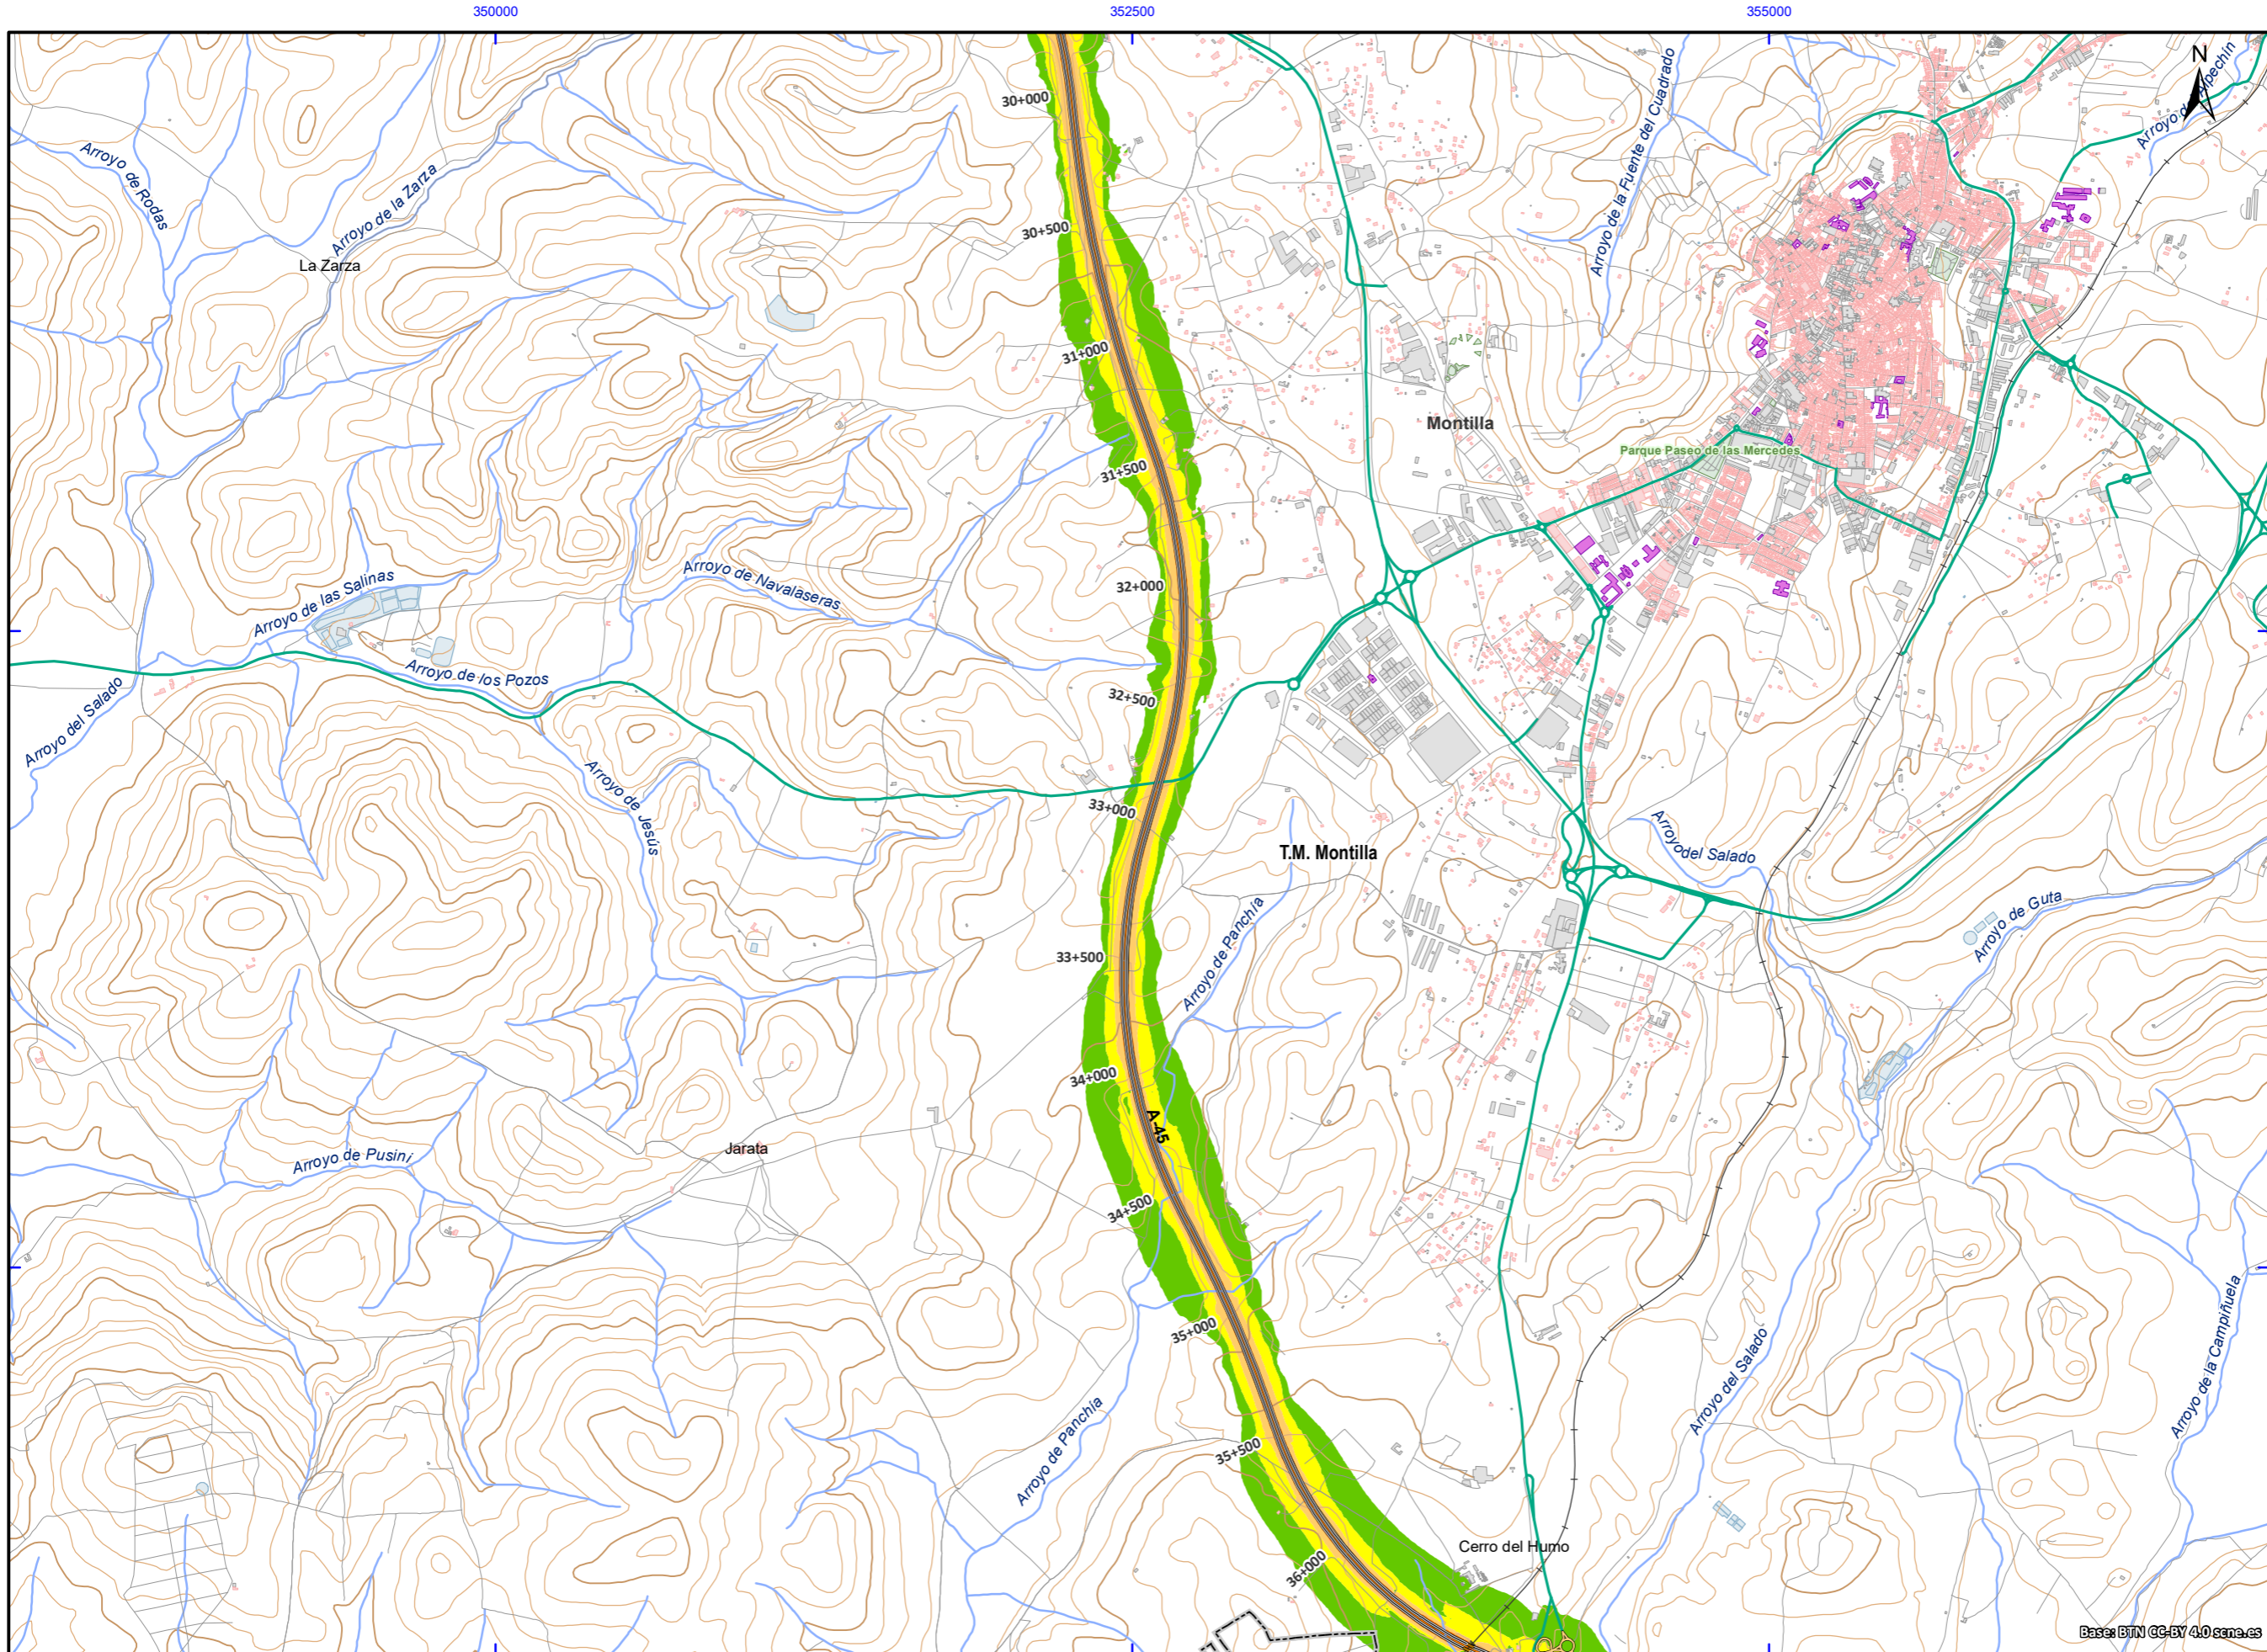 350000
352500
355000
N
30+000
Arroyo de la Fuente del Cuadrado
Arroyo de Rodas
Arroyo de la Zarza
La Zarza
30+500
31+000
Montilla
Parque Paseo de las Mercedes
31+500
Arroyo de las Salinas
Arroyo de Navalaseras
32+000
Arroyo de los Pozos
Arroyo del Salado
32+500
Arroyo de Jesús
33+000
T.M. Montilla
Arroyo del Salado
Arroyo de Guta
Arroyo de Panchía
33+500
34+000
A-45
Jarata
Arroyo de Pusini
34+500
35+000
Arroyo del Salado
Arroyo de la Campiñuela
Arroyo de Panchía
35+500
Cerro del Humo
36+000
Base: BTN CC-BY 4.0 scne.es